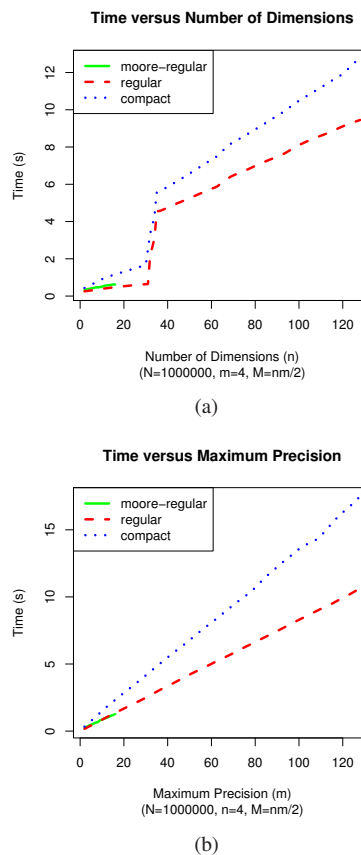 Time versus Number of Dimensions
moore-regular
regular
compact
Time (s)
0
2
4
6
8
10
12
0 20 40 60 80 100 120
Number of Dimensions (n)
(N=1000000, m=4, M=nm/2)
(a)
Time versus Maximum Precision
moore-regular
regular
compact
Time (s)
0
5
10
15
0 20 40 60 80 100 120
Maximum Precision (m)
(N=1000000, n=4, M=nm/2)
(b)